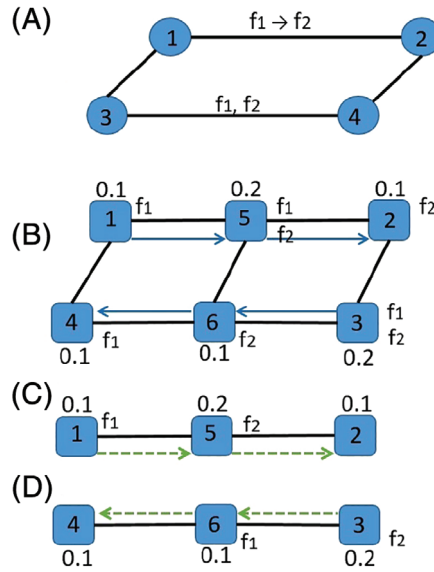 (A)
1 f1 → f2 2
3 f1, f2 4
(B)
0.1 0.2 0.1
1 f1 5 f1 2 f2
f2
4 6 3 f1
f1 f2 f2
0.1 0.1 0.2
(C)
0.1 0.2 0.1
1 f1 5 f2 2
(D)
4 6 3
f1 f2
0.1 0.1 0.2